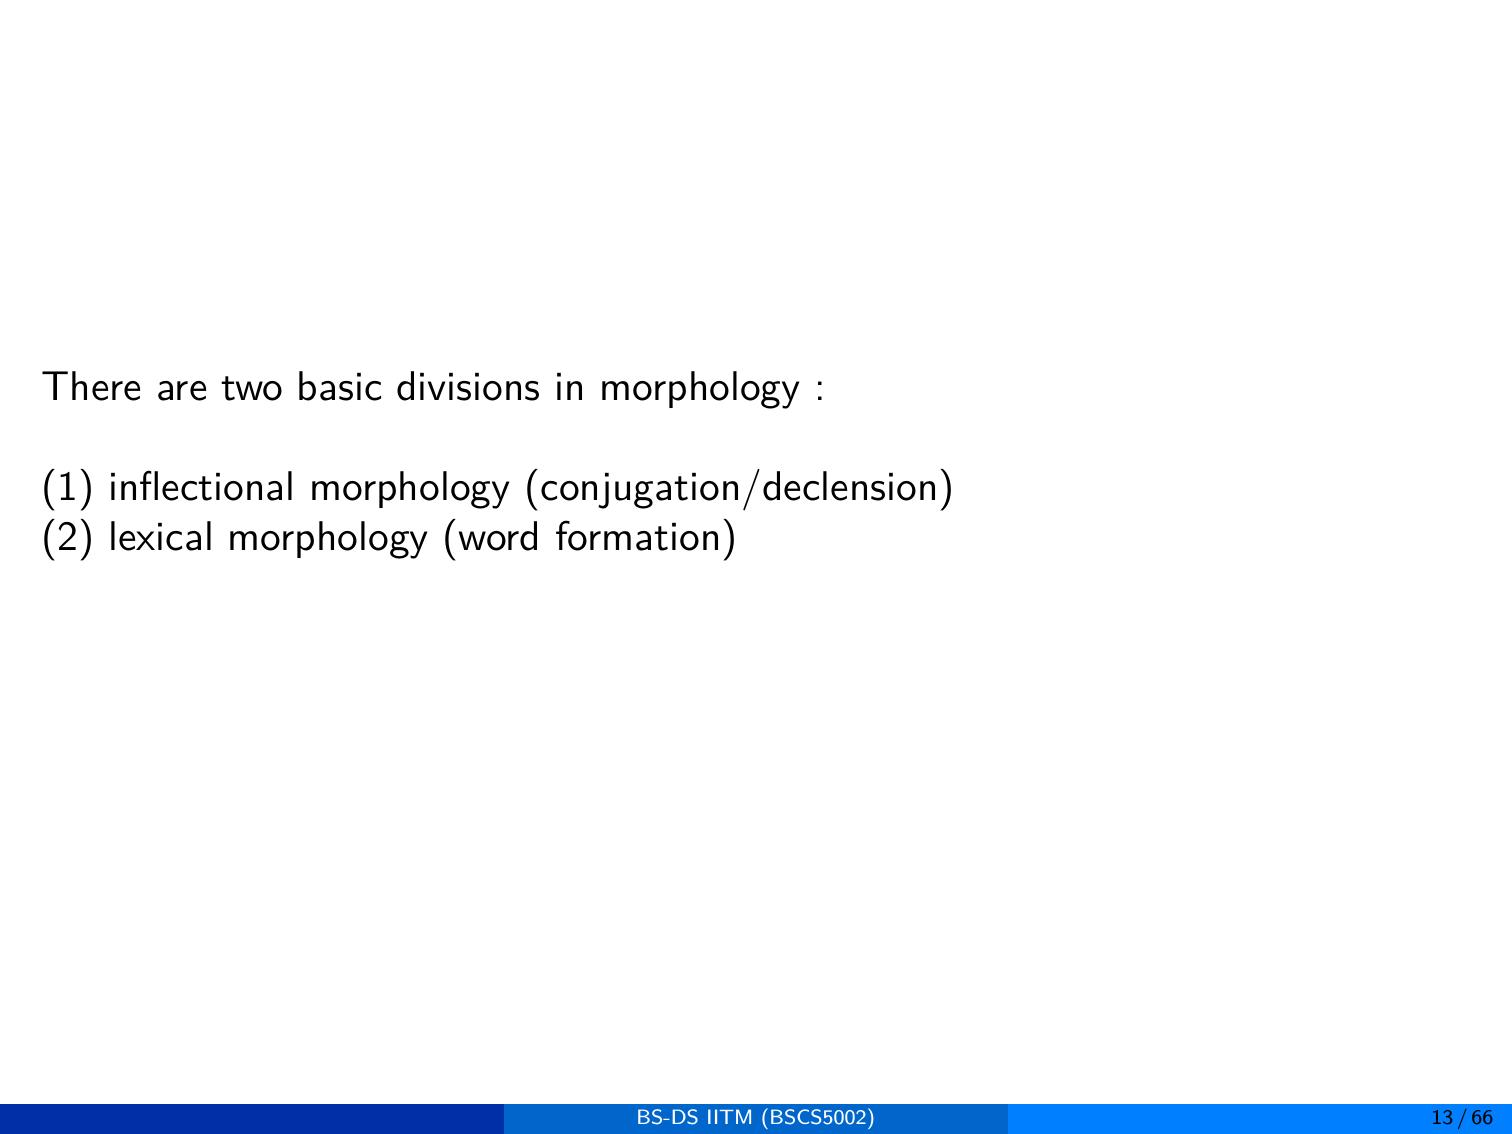 There are two basic divisions in morphology :
(1) inflectional morphology (conjugation/declension)
(2) lexical morphology (word formation)
BS-DS IITM (BSCS5002)
13 / 66